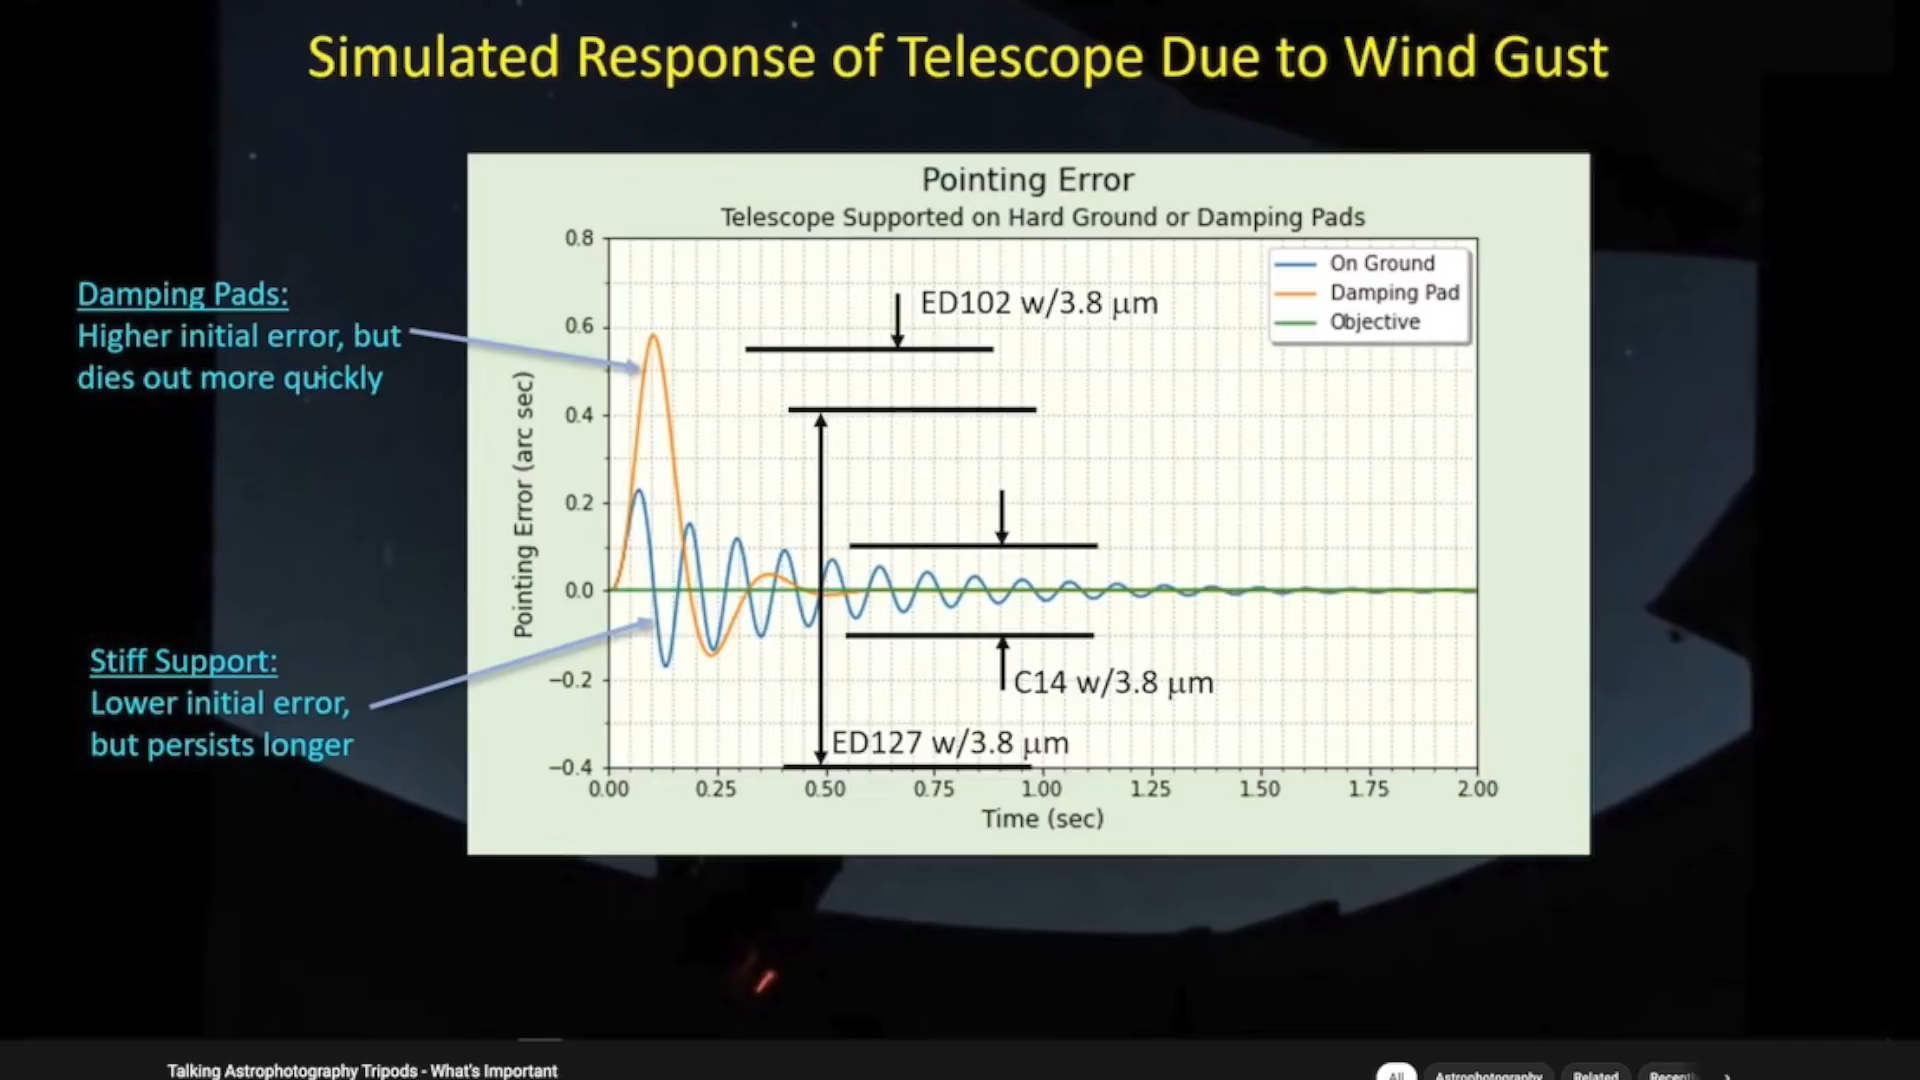 Simulated Response of Telescope Due to Wind Gust
Pointing Error
Telescope Supported on Hard Ground or Damping Pads
Damping Pads:
Higher initial error, but
dies out more quickly
Stiff Support:
Lower initial error,
but persists longer
Pointing Error (arc sec)
0.8
0.6
0.4
0.2
0.0
−0.2
−0.4
On Ground
Damping Pad
Objective
ED102 w/3.8 μm
C14 w/3.8 μm
ED127 w/3.8 μm
0.00 0.25 0.50 0.75 1.00 1.25 1.50 1.75 2.00
Time (sec)
Talking Astrophotography Tripods - What's Important
All Astrophotography Related Recently